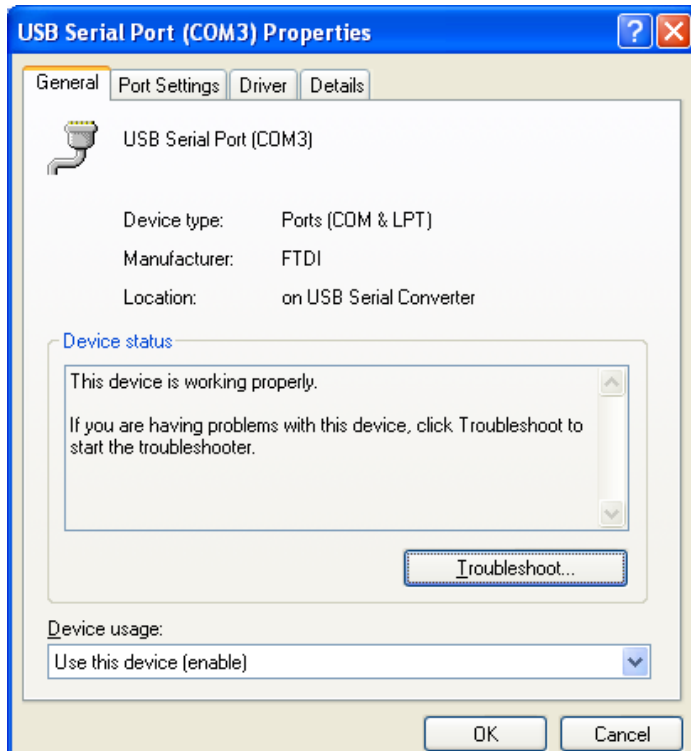 USB Serial Port (COM3) Properties
General Port Settings Driver Details
USB Serial Port (COM3)
Device type: Ports (COM & LPT)
Manufacturer: FTDI
Location: on USB Serial Converter
Device status
This device is working properly.
If you are having problems with this device, click Troubleshoot to
start the troubleshooter.
Troubleshoot...
Device usage:
Use this device (enable)
OK Cancel